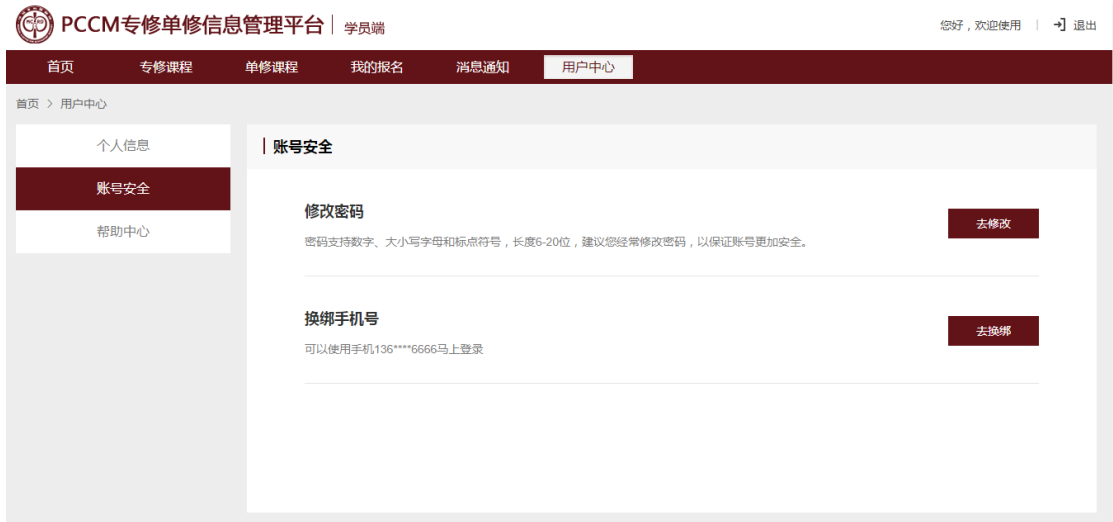 PCCM专修单修信息管理平台 | 学员端
您好，欢迎使用 | 退出
首页 专修课程 单修课程 我的报名 消息通知 用户中心
首页 > 用户中心
个人信息
账号安全
帮助中心
账号安全
修改密码
密码支持数字、大小写字母和标点符号，长度6-20位，建议您经常修改密码，以保证账号更加安全。
去修改
换绑手机号
可以使用手机136****6666马上登录
去换绑